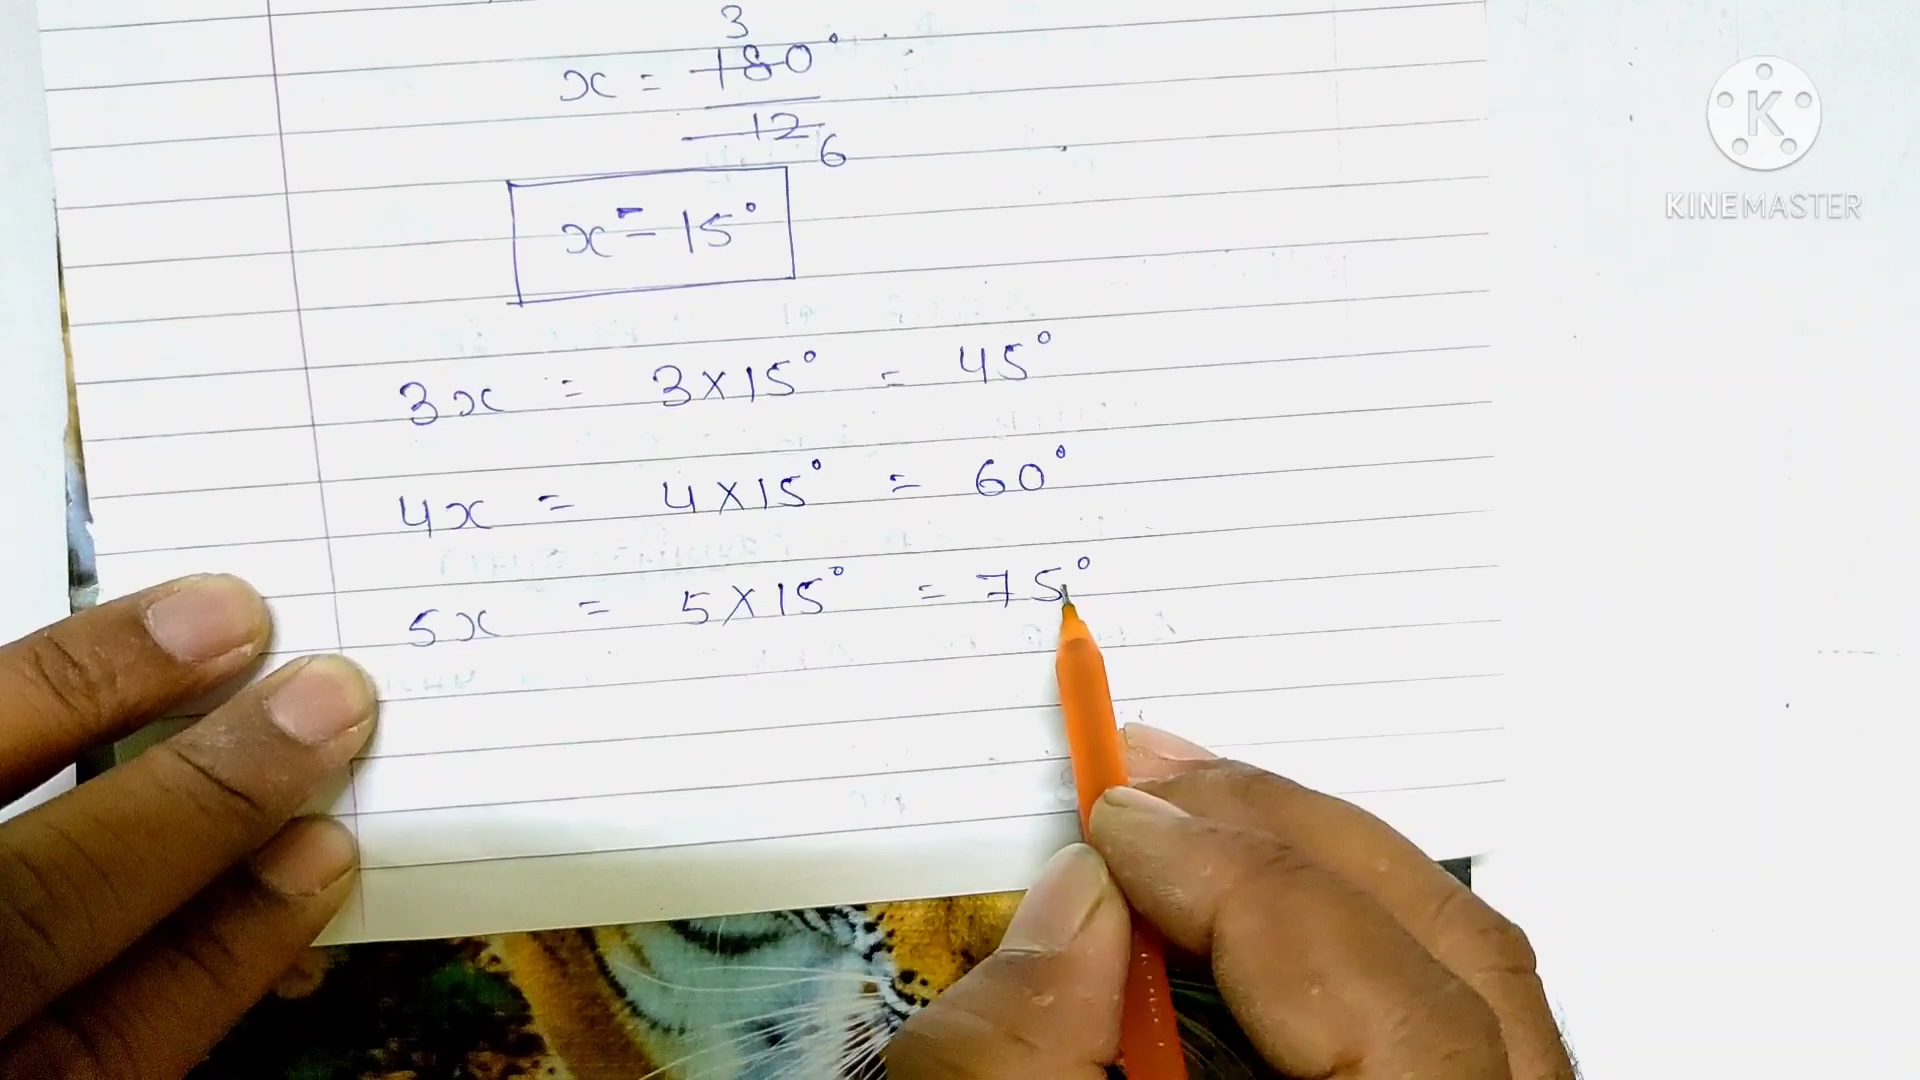 3
x = 180°
12
6
x = 15°
3x = 3×15° = 45°
4x = 4×15° = 60°
5x = 5×15° = 75°
K
KINEMASTER